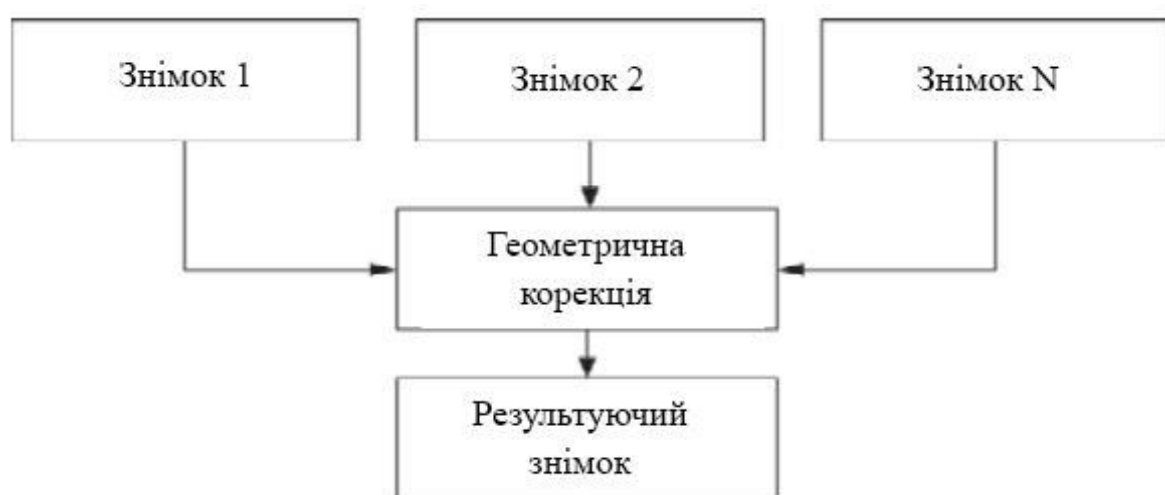 Знімок 1
Знімок 2
Знімок N
Геометрична
корекція
Результуючий
знімок